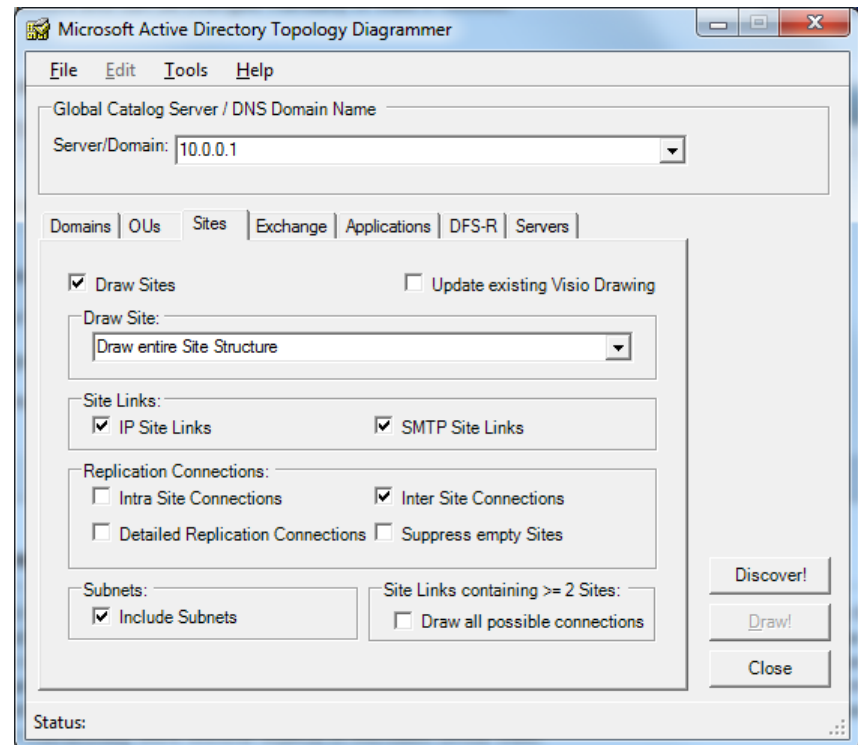 Microsoft Active Directory Topology Diagrammer
File Edit Tools Help
Global Catalog Server / DNS Domain Name
Server/Domain: 10.0.0.1
Domains OUs Sites Exchange Applications DFS-R Servers
Draw Sites Update existing Visio Drawing
Draw Site:
Draw entire Site Structure
Site Links:
IP Site Links SMTP Site Links
Replication Connections:
Intra Site Connections Inter Site Connections
Detailed Replication Connections Suppress empty Sites
Subnets: Site Links containing >= 2 Sites:
Include Subnets Draw all possible connections
Discover!
Draw!
Close
Status: